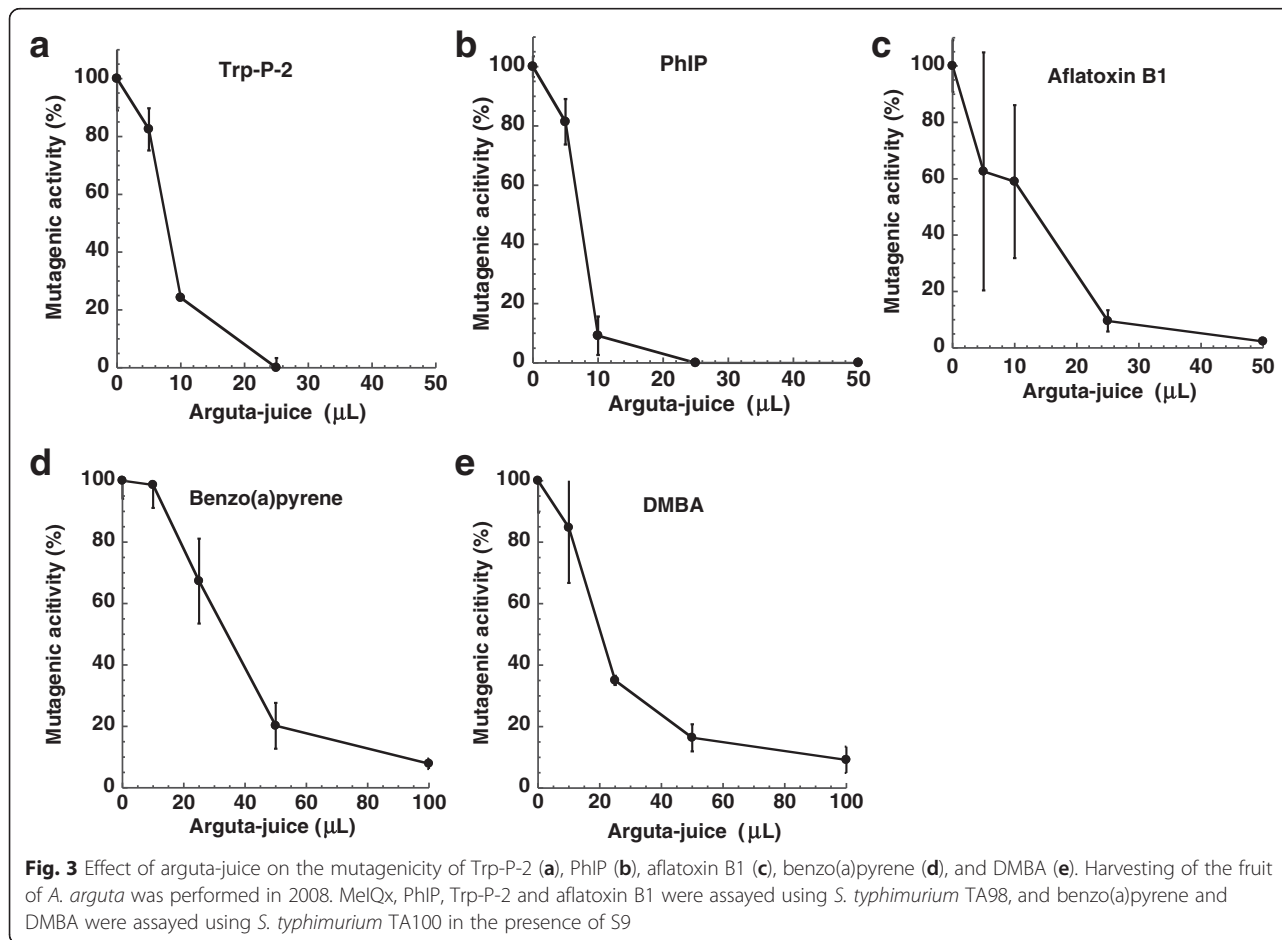 a
Trp-P-2
Mutagenic activity (%)
100
80
60
40
20
0
0 10 20 30 40 50
Arguta-juice (μL)
b
PhIP
Mutagenic acitivity (%)
100
80
60
40
20
0
0 10 20 30 40 50
Arguta-juice (μL)
c
Aflatoxin B1
Mutagenic acitivity (%)
100
80
60
40
20
0
0 10 20 30 40 50
Arguta-juice (μL)
d
Benzo(a)pyrene
Mutagenic acitivity (%)
100
80
60
40
20
0
0 20 40 60 80 100
Arguta-juice (μL)
e
DMBA
Mutagenic acitivity (%)
100
80
60
40
20
0
0 20 40 60 80 100
Arguta-juice (μL)
Fig. 3 Effect of arguta-juice on the mutagenicity of Trp-P-2 (a), PhIP (b), aflatoxin B1 (c), benzo(a)pyrene (d), and DMBA (e). Harvesting of the fruit
of A. arguta was performed in 2008. MeIQx, PhIP, Trp-P-2 and aflatoxin B1 were assayed using S. typhimurium TA98, and benzo(a)pyrene and
DMBA were assayed using S. typhimurium TA100 in the presence of S9